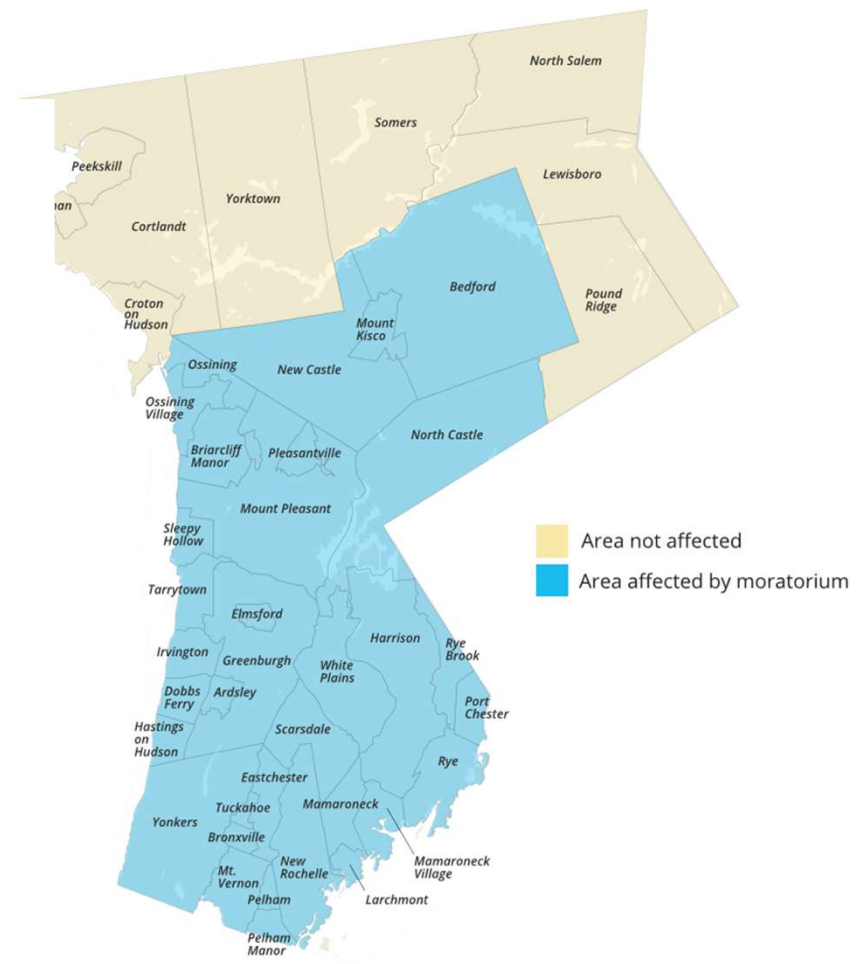 North Salem
Somers
Peekskill
Lewisboro
Yorktown
nan
Cortlandt
Bedford
Pound
Ridge
Croton
on
Hudson
Mount
Kisco
Ossining
New Castle
Ossining
Village
North Castle
Briarcliff
Manor
Pleasantville
Mount Pleasant
Sleepy
Hollow
Area not affected
Area affected by moratorium
Tarrytown
Elmsford
Harrison
Rye
Brook
Irvington
Greenburgh
White
Plains
Dobbs
Ferry
Ardsley
Port
Chester
Hastings
on
Hudson
Scarsdale
Rye
Eastchester
Tuckahoe
Mamaroneck
Yonkers
Bronxville
Mamaroneck
Village
New
Rochelle
Mt.
Vernon
Pelham
Larchmont
Pelham
Manor